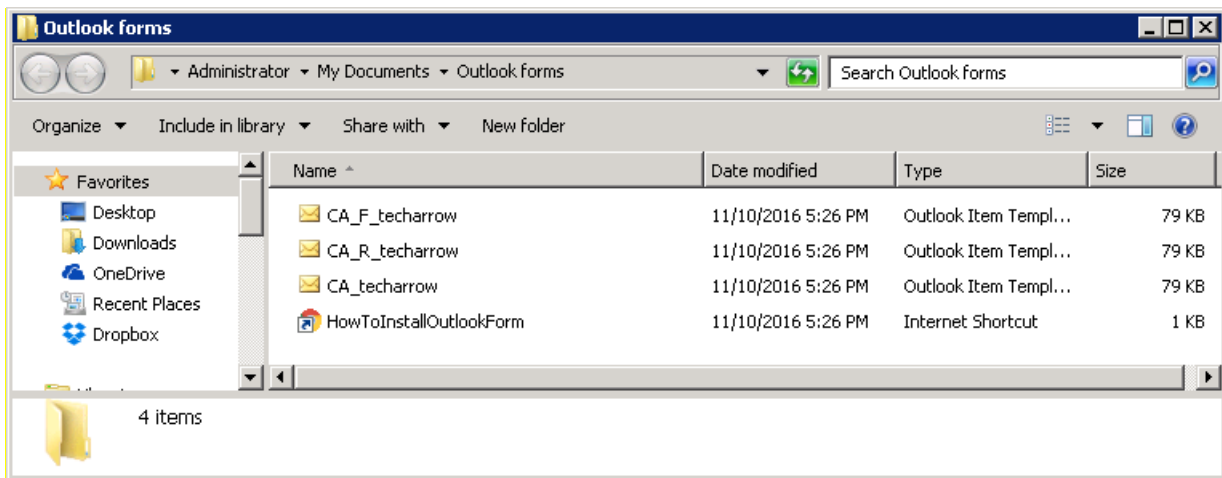 Outlook forms
Administrator My Documents Outlook forms Search Outlook forms
Organize Include in library Share with New folder
Name Date modified Type Size
Favorites
Desktop
Downloads
OneDrive
Recent Places
Dropbox
CA_F_techarrow 11/10/2016 5:26 PM Outlook Item Templ... 79 KB
CA_R_techarrow 11/10/2016 5:26 PM Outlook Item Templ... 79 KB
CA_techarrow 11/10/2016 5:26 PM Outlook Item Templ... 79 KB
HowToInstallOutlookForm 11/10/2016 5:26 PM Internet Shortcut 1 KB
4 items